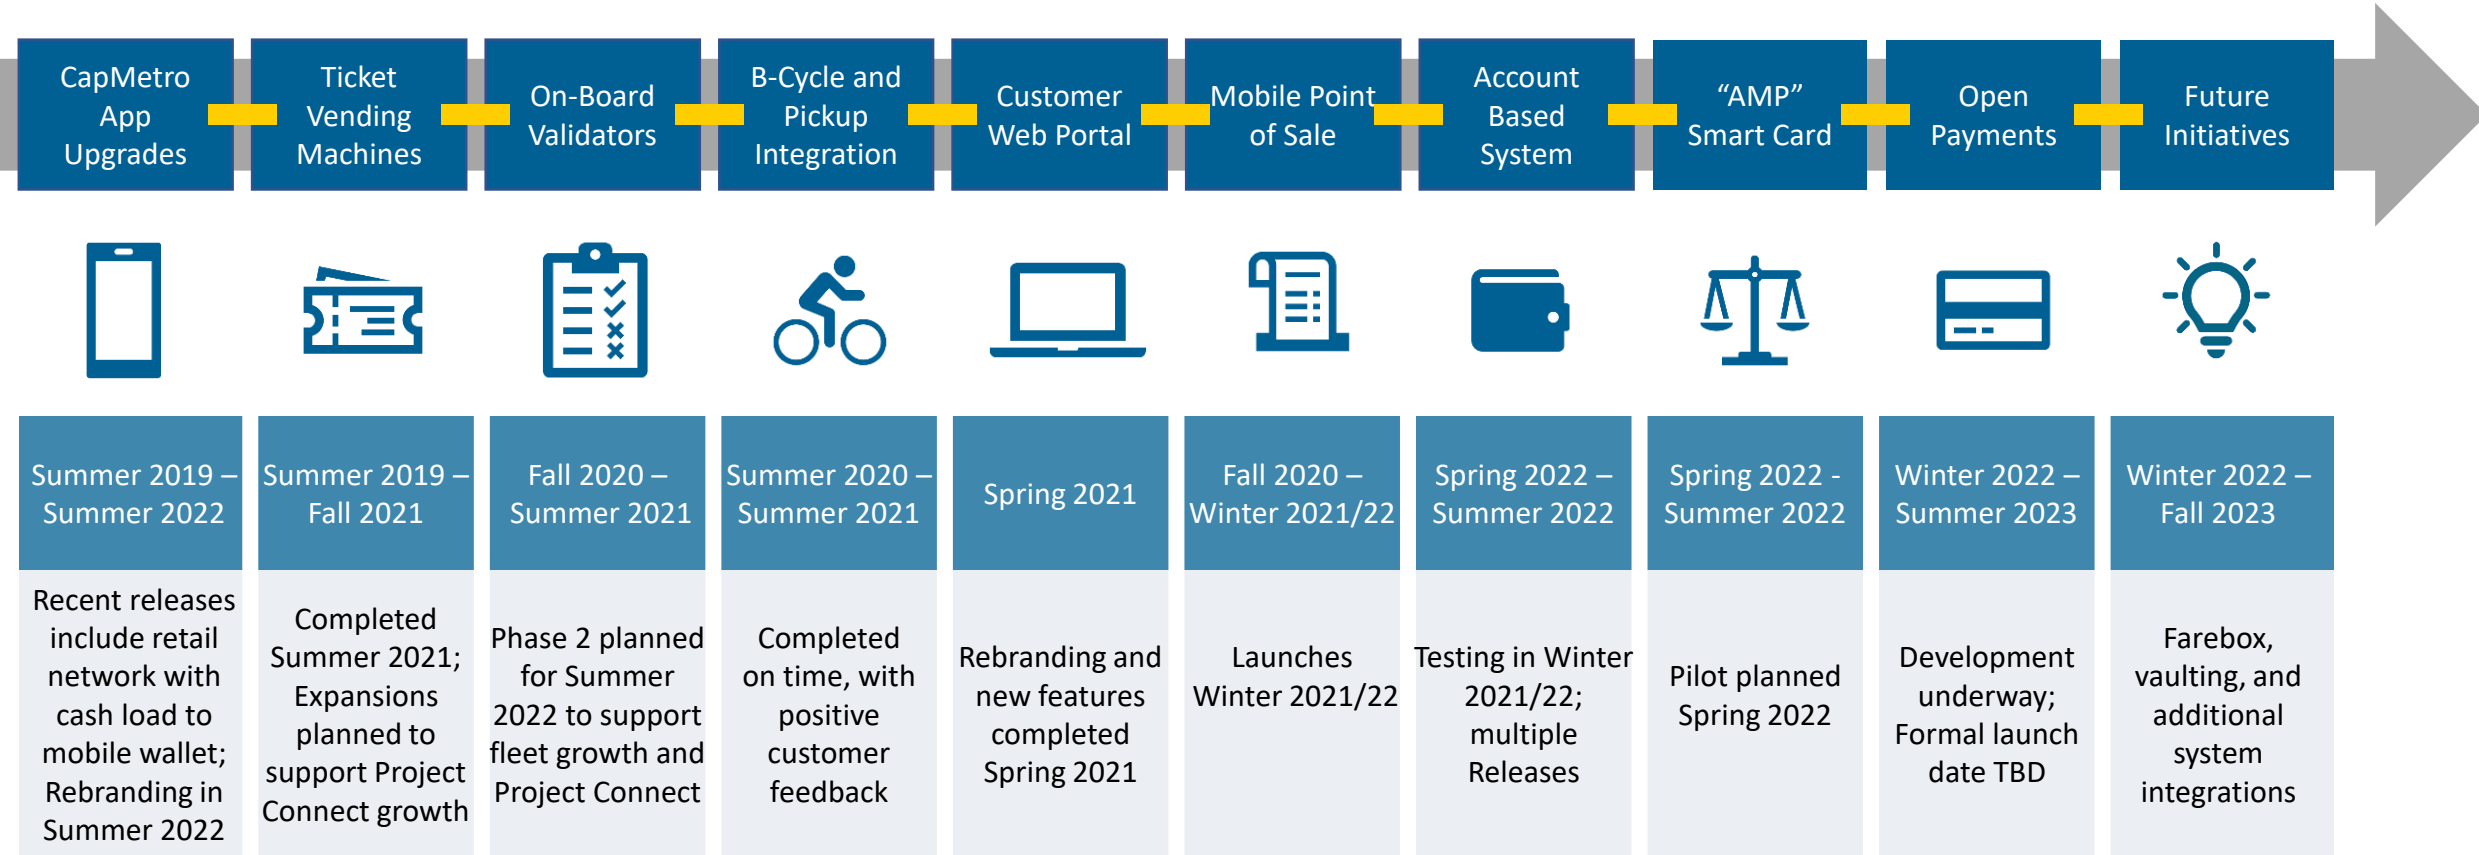 CapMetro
App
Upgrades
Ticket
Vending
Machines
On-Board
Validators
B-Cycle and
Pickup
Integration
Customer
Web Portal
Mobile Point
of Sale
Account
Based
System
“AMP”
Smart Card
Open
Payments
Future
Initiatives
Summer 2019 –
Summer 2022
Summer 2019 –
Fall 2021
Fall 2020 –
Summer 2021
Summer 2020 –
Summer 2021
Spring 2021
Fall 2020 –
Winter 2021/22
Spring 2022 –
Summer 2022
Spring 2022 -
Summer 2022
Winter 2022 –
Summer 2023
Winter 2022 –
Fall 2023
Recent releases
include retail
network with
cash load to
mobile wallet;
Rebranding in
Summer 2022
Completed
Summer 2021;
Expansions
planned to
support Project
Connect growth
Phase 2 planned
for Summer
2022 to support
fleet growth and
Project Connect
Completed
on time, with
positive
customer
feedback
Rebranding and
new features
completed
Spring 2021
Launches
Winter 2021/22
Testing in Winter
2021/22;
multiple
Releases
Pilot planned
Spring 2022
Development
underway;
Formal launch
date TBD
Farebox,
vaulting, and
additional
system
integrations